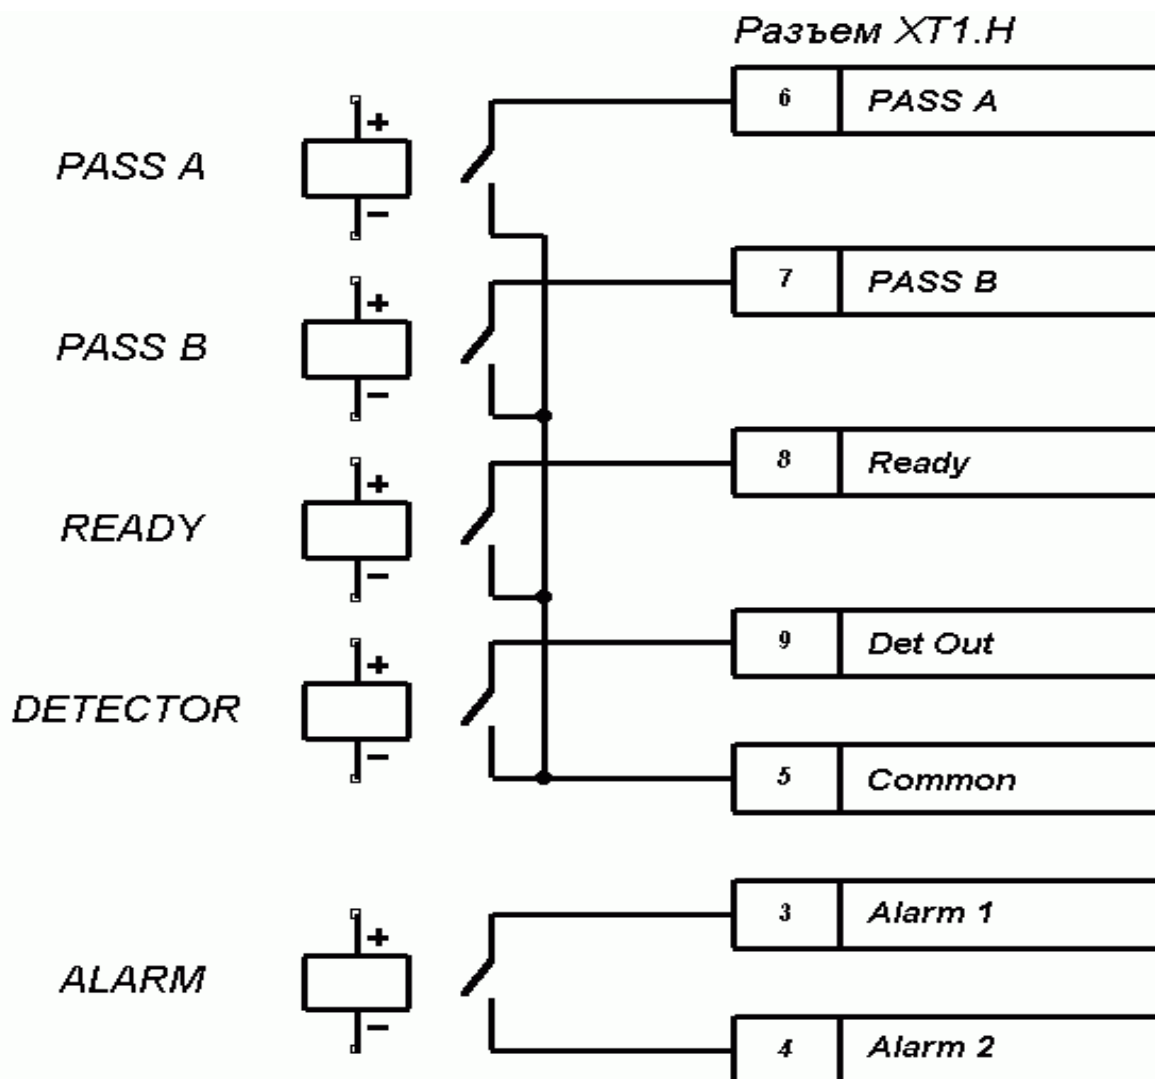 Разъем XT1.H
6 PASS A
PASS A
+
−
7 PASS B
PASS B
+
−
8 Ready
READY
+
−
9 Det Out
DETECTOR
+
−
5 Common
3 Alarm 1
ALARM
+
−
4 Alarm 2